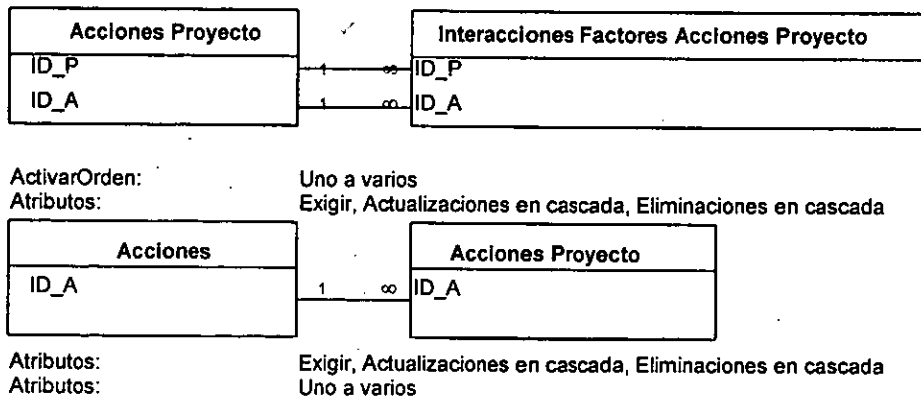 Acciones Proyecto
Interacciones Factores Acciones Proyecto
ID_P 1 ∞ ID_P
ID_A 1 ∞ ID_A
ActivarOrden: Uno a varios
Atributos: Exigir, Actualizaciones en cascada, Eliminaciones en cascada
Acciones
Acciones Proyecto
ID_A 1 ∞ ID_A
Atributos: Exigir, Actualizaciones en cascada, Eliminaciones en cascada
Atributos: Uno a varios